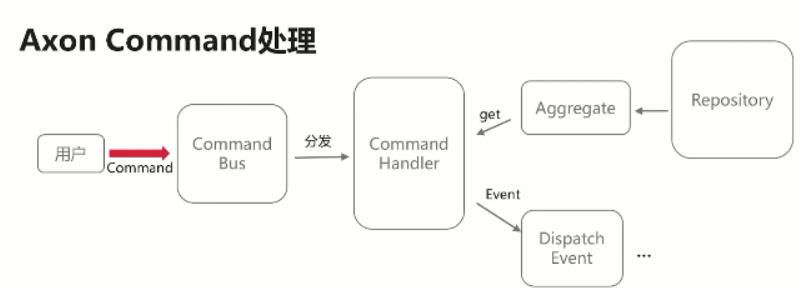 Axon Command处理
用户
Command
Command
Bus
分发
Command
Handler
get
Aggregate
Repository
Event
Dispatch
Event
...